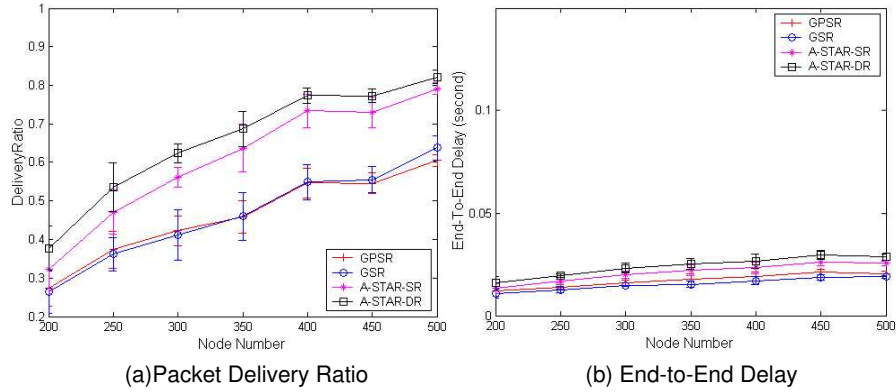 1
0.9
0.8
0.7
0.6
0.5
0.4
0.3
0.2
DeliveryRatio
200 250 300 350 400 450 500
Node Number
GPSR
GSR
A-STAR-SR
A-STAR-DR
(a)Packet Delivery Ratio
GPSR
GSR
A-STAR-SR
A-STAR-DR
0.1
0.05
0
End-To-End Delay (second)
200 250 300 350 400 450 500
Node Number
(b) End-to-End Delay